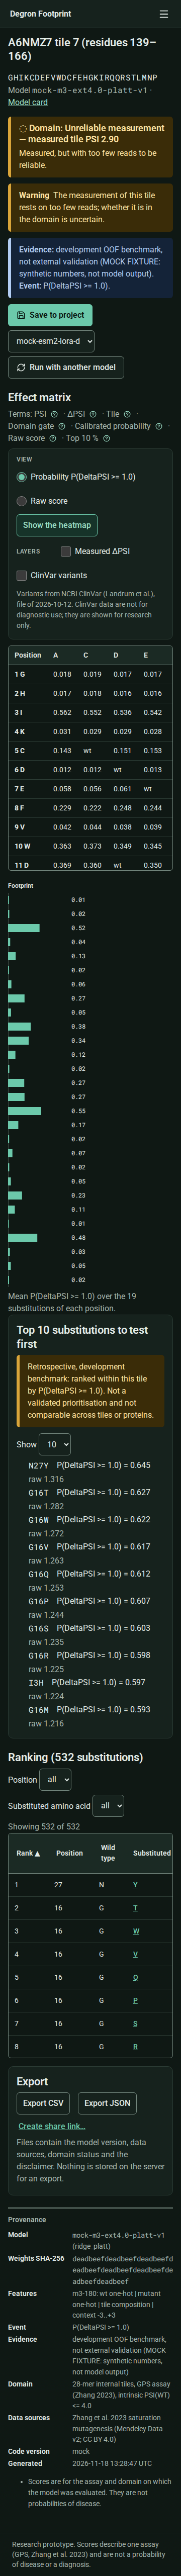 Degron Footprint
A6NMZ7 tile 7 (residues 139–
166)
GHIKCDEFVWDCFEHGKIRQQRSTLMNP
Model mock-m3-ext4.0-platt-v1 ·
Model card
Domain: Unreliable measurement
— measured tile PSI 2.90
Measured, but with too few reads to be
reliable.
Warning The measurement of this tile
rests on too few reads; whether it is in
the domain is uncertain.
Evidence: development OOF benchmark,
not external validation (MOCK FIXTURE:
synthetic numbers, not model output).
Event: P(DeltaPSI >= 1.0).
Save to project
mock-esm2-lora-d
Run with another model
Effect matrix
Terms: PSI ? · ΔPSI ? · Tile ? ·
Domain gate ? · Calibrated probability ? ·
Raw score ? · Top 10 % ?
VIEW
Probability P(DeltaPSI >= 1.0)
Raw score
Show the heatmap
LAYERS Measured ΔPSI
ClinVar variants
Variants from NCBI ClinVar (Landrum et al.),
file of 2026-10-12. ClinVar data are not for
diagnostic use; they are shown for research
only.
Position A C D E
1 G 0.018 0.019 0.017 0.017
2 H 0.017 0.018 0.016 0.016
3 I 0.562 0.552 0.536 0.542
4 K 0.031 0.029 0.029 0.028
5 C 0.143 wt 0.151 0.153
6 D 0.012 0.012 wt 0.013
7 E 0.058 0.056 0.061 wt
8 F 0.229 0.222 0.248 0.244
9 V 0.042 0.044 0.038 0.039
10 W 0.363 0.373 0.349 0.345
11 D 0.369 0.360 wt 0.350
Footprint
0.01
0.02
0.52
0.04
0.13
0.02
0.06
0.27
0.05
0.38
0.34
0.12
0.02
0.27
0.27
0.55
0.17
0.02
0.07
0.02
0.05
0.23
0.11
0.01
0.48
0.03
0.05
0.02
Mean P(DeltaPSI >= 1.0) over the 19
substitutions of each position.
Top 10 substitutions to test
first
Retrospective, development
benchmark: ranked within this tile
by P(DeltaPSI >= 1.0). Not a
validated prioritisation and not
comparable across tiles or proteins.
Show 10
N27Y P(DeltaPSI >= 1.0) = 0.645
raw 1.316
G16T P(DeltaPSI >= 1.0) = 0.627
raw 1.282
G16W P(DeltaPSI >= 1.0) = 0.622
raw 1.272
G16V P(DeltaPSI >= 1.0) = 0.617
raw 1.263
G16Q P(DeltaPSI >= 1.0) = 0.612
raw 1.253
G16P P(DeltaPSI >= 1.0) = 0.607
raw 1.244
G16S P(DeltaPSI >= 1.0) = 0.603
raw 1.235
G16R P(DeltaPSI >= 1.0) = 0.598
raw 1.225
I3H P(DeltaPSI >= 1.0) = 0.597
raw 1.224
G16M P(DeltaPSI >= 1.0) = 0.593
raw 1.216
Ranking (532 substitutions)
Position all
Substituted amino acid all
Showing 532 of 532
Rank ▲ Position Wild type Substituted
1 27 N Y
2 16 G T
3 16 G W
4 16 G V
5 16 G Q
6 16 G P
7 16 G S
8 16 G R
Export
Export CSV Export JSON
Create share link…
Files contain the model version, data
sources, domain status and the
disclaimer. Nothing is stored on the server
for an export.
Provenance
Model mock-m3-ext4.0-platt-v1
(ridge_platt)
Weights SHA-256 deadbeefdeadbeefdeadbeefd
eadbeefdeadbeefdeadbeefde
adbeefdeadbeef
Features m3-180: wt one-hot | mutant
one-hot | tile composition |
context -3..+3
Event P(DeltaPSI >= 1.0)
Evidence development OOF benchmark,
not external validation (MOCK
FIXTURE: synthetic numbers,
not model output)
Domain 28-mer internal tiles, GPS assay
(Zhang 2023), intrinsic PSI(WT)
<= 4.0
Data sources Zhang et al. 2023 saturation
mutagenesis (Mendeley Data
v2; CC BY 4.0)
Code version mock
Generated 2026-11-18 13:28:47 UTC
• Scores are for the assay and domain on which
the model was evaluated. They are not
probabilities of disease.
Research prototype. Scores describe one assay
(GPS, Zhang et al. 2023) and are not a probability
of disease or a diagnosis.